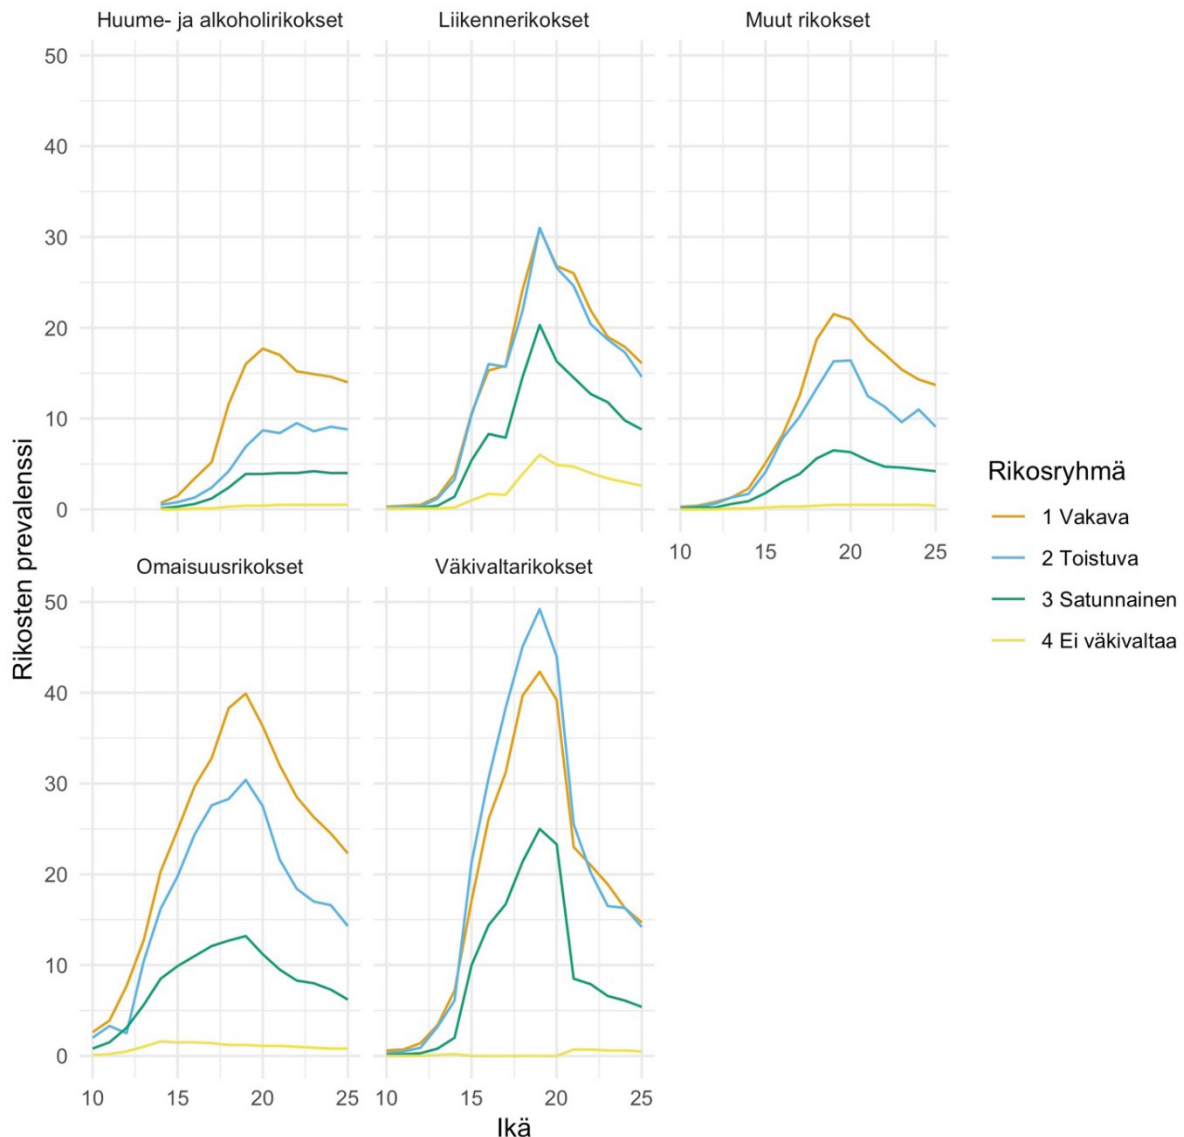 Huume- ja alkoholirikokset
Liikennerikokset
Muut rikokset
50
40
30
20
10
0
10 15 20 25
Omaisuusrikokset
Väkivaltarikokset
50
40
30
20
10
0
10 15 20 25
10 15 20 25
Rikosten prevalenssi
Ikä
Rikosryhmä
1 Vakava
2 Toistuva
3 Satunnainen
4 Ei väkivaltaa